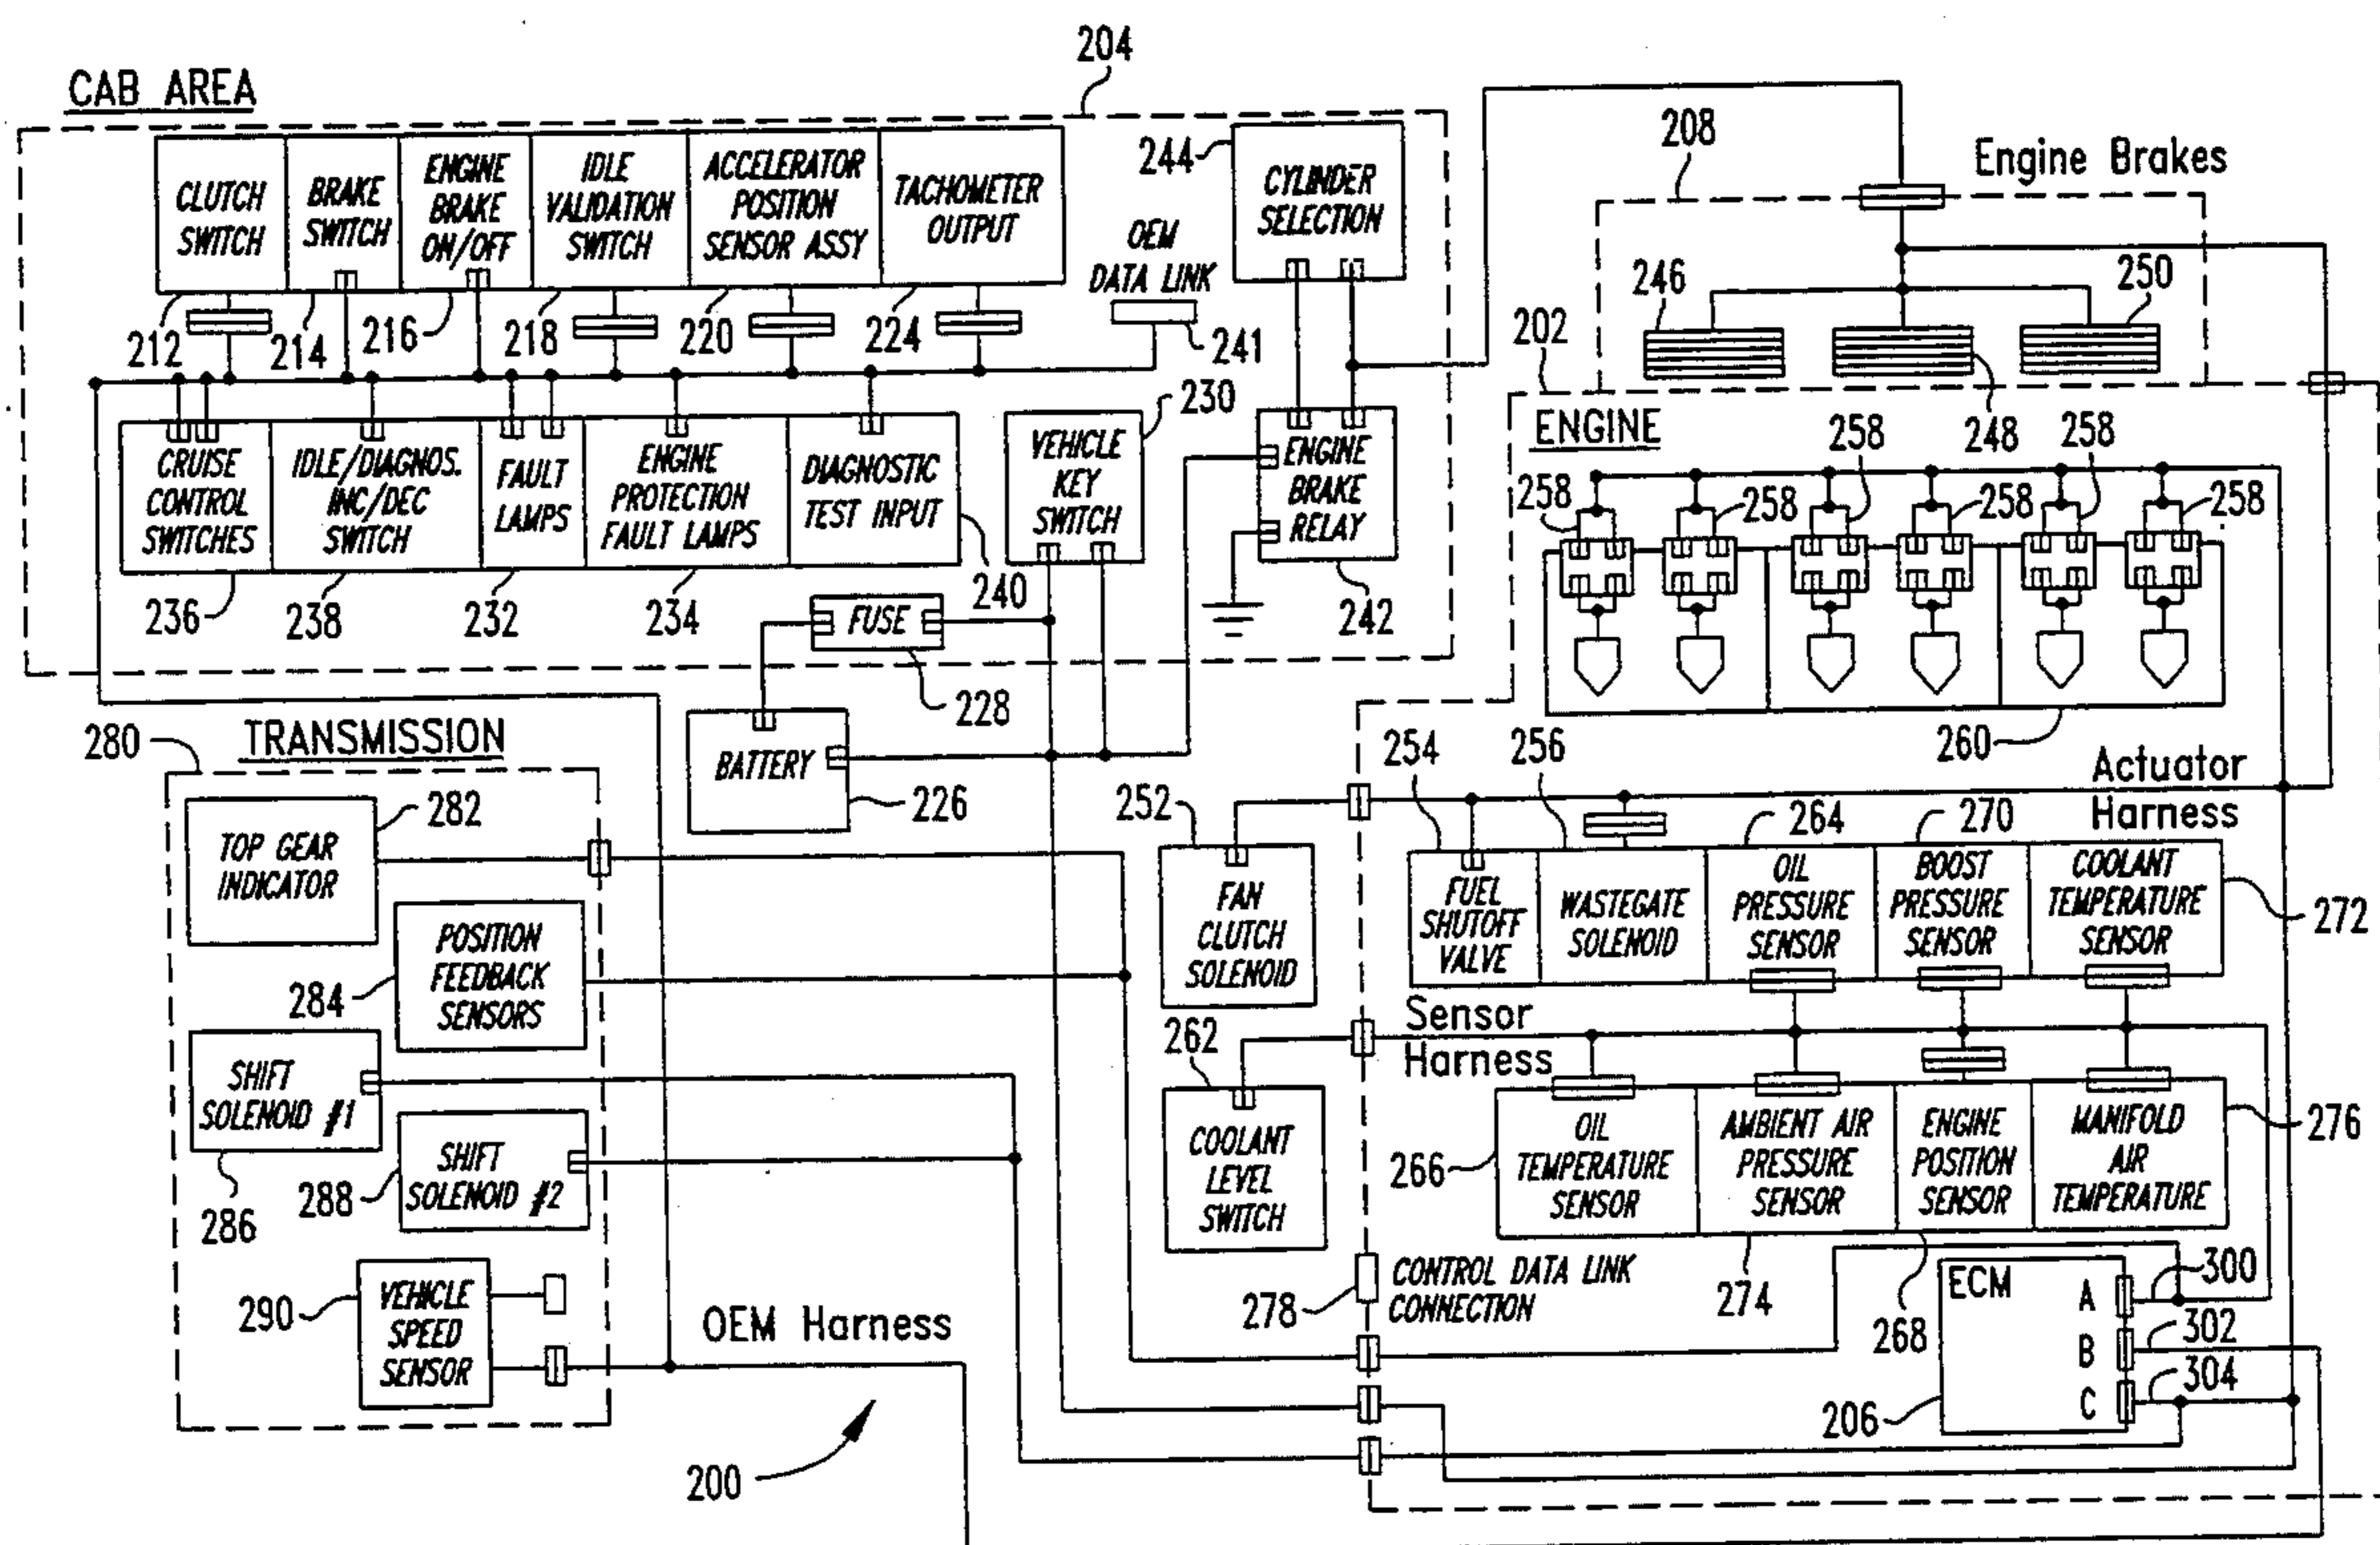 CAB AREA
204
CLUTCH
SWITCH
BRAKE
SWITCH
ENGINE
BRAKE
ON/OFF
IDLE
VALIDATION
SWITCH
ACCELERATOR
POSITION
SENSOR ASSY
TACHOMETER
OUTPUT
OEM
DATA LINK
244
CYLINDER
SELECTION
208
Engine Brakes
212
214
216
218
220
224
241
246
250
202
248
CRUISE
CONTROL
SWITCHES
IDLE/DIAGNOS.
INC/DEC
SWITCH
FAULT
LAMPS
ENGINE
PROTECTION
FAULT LAMPS
DIAGNOSTIC
TEST INPUT
VEHICLE
KEY
SWITCH
230
ENGINE
BRAKE
RELAY
236
238
232
234
240
242
FUSE
228
ENGINE
258
258
258
258
258
258
260
BATTERY
226
TRANSMISSION
280
TOP GEAR
INDICATOR
282
POSITION
FEEDBACK
SENSORS
284
SHIFT
SOLENOID #1
286
SHIFT
SOLENOID #2
288
VEHICLE
SPEED
SENSOR
290
OEM Harness
200
252
FAN
CLUTCH
SOLENOID
254
256
264
270
Actuator
Harness
FUEL
SHUTOFF
VALVE
WASTEGATE
SOLENOID
OIL
PRESSURE
SENSOR
BOOST
PRESSURE
SENSOR
COOLANT
TEMPERATURE
SENSOR
272
262
COOLANT
LEVEL
SWITCH
Sensor
Harness
266
OIL
TEMPERATURE
SENSOR
AMBIENT AIR
PRESSURE
SENSOR
ENGINE
POSITION
SENSOR
MANIFOLD
AIR
TEMPERATURE
276
274
268
278
CONTROL DATA LINK
CONNECTION
ECM
A
B
C
300
302
304
206